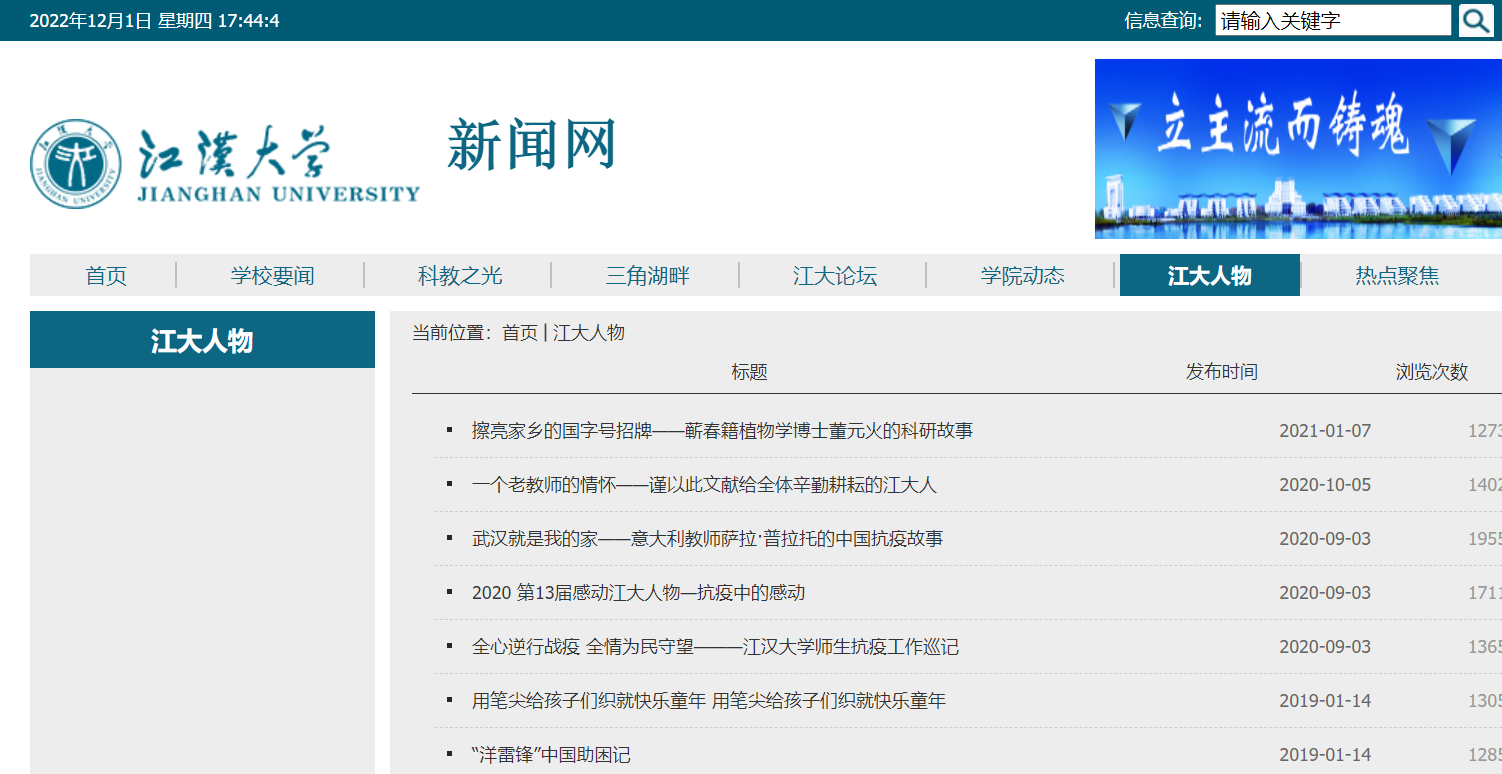 2022年12月1日 星期四 17:44:4
信息查询: 请输入关键字
江漢大学
JIANGHAN UNIVERSITY
新闻网
立主流而铸魂
首页 学校要闻 科教之光 三角湖畔 江大论坛 学院动态 江大人物 热点聚焦
江大人物
当前位置：首页 | 江大人物
标题 发布时间 浏览次数
擦亮家乡的国字号招牌——蕲春籍植物学博士董元火的科研故事 2021-01-07 1273
一个老教师的情怀——谨以此文献给全体辛勤耕耘的江大人 2020-10-05 1402
武汉就是我的家——意大利教师萨拉·普拉托的中国抗疫故事 2020-09-03 1955
2020 第13届感动江大人物—抗疫中的感动 2020-09-03 1711
全心逆行战疫 全情为民守望———江汉大学师生抗疫工作巡记 2020-09-03 1365
用笔尖给孩子们织就快乐童年 用笔尖给孩子们织就快乐童年 2019-01-14 1305
“洋雷锋”中国助困记 2019-01-14 1285